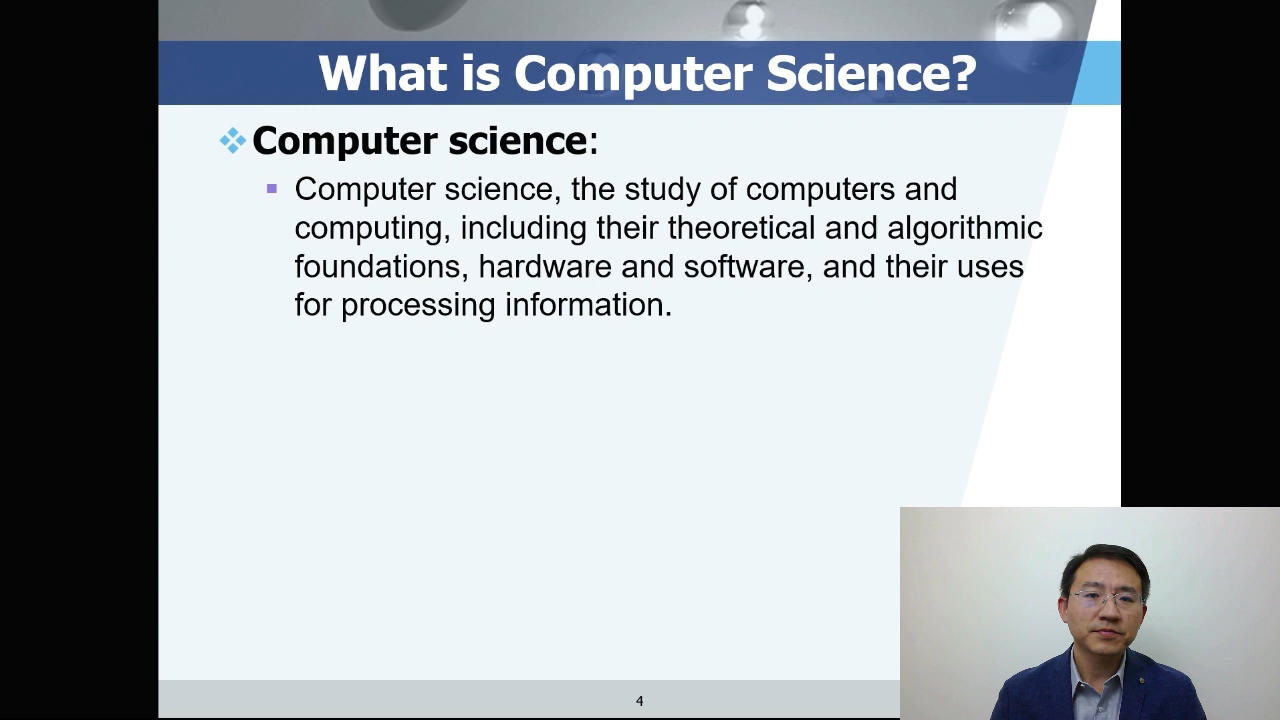 What is Computer Science?
Computer science:
Computer science, the study of computers and
computing, including their theoretical and algorithmic
foundations, hardware and software, and their uses
for processing information.
4